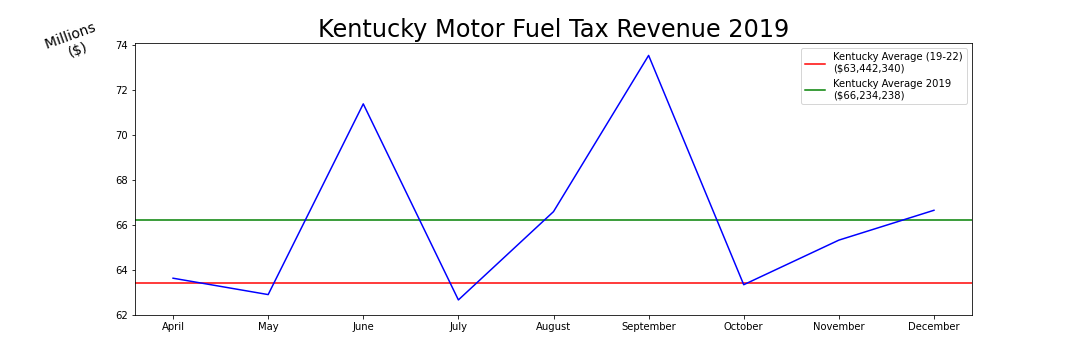 Kentucky Motor Fuel Tax Revenue 2019
Millions
($)
74
72
70
68
66
64
62
Kentucky Average (19-22)
($63,442,340)
Kentucky Average 2019
($66,234,238)
April May June July August September October November December